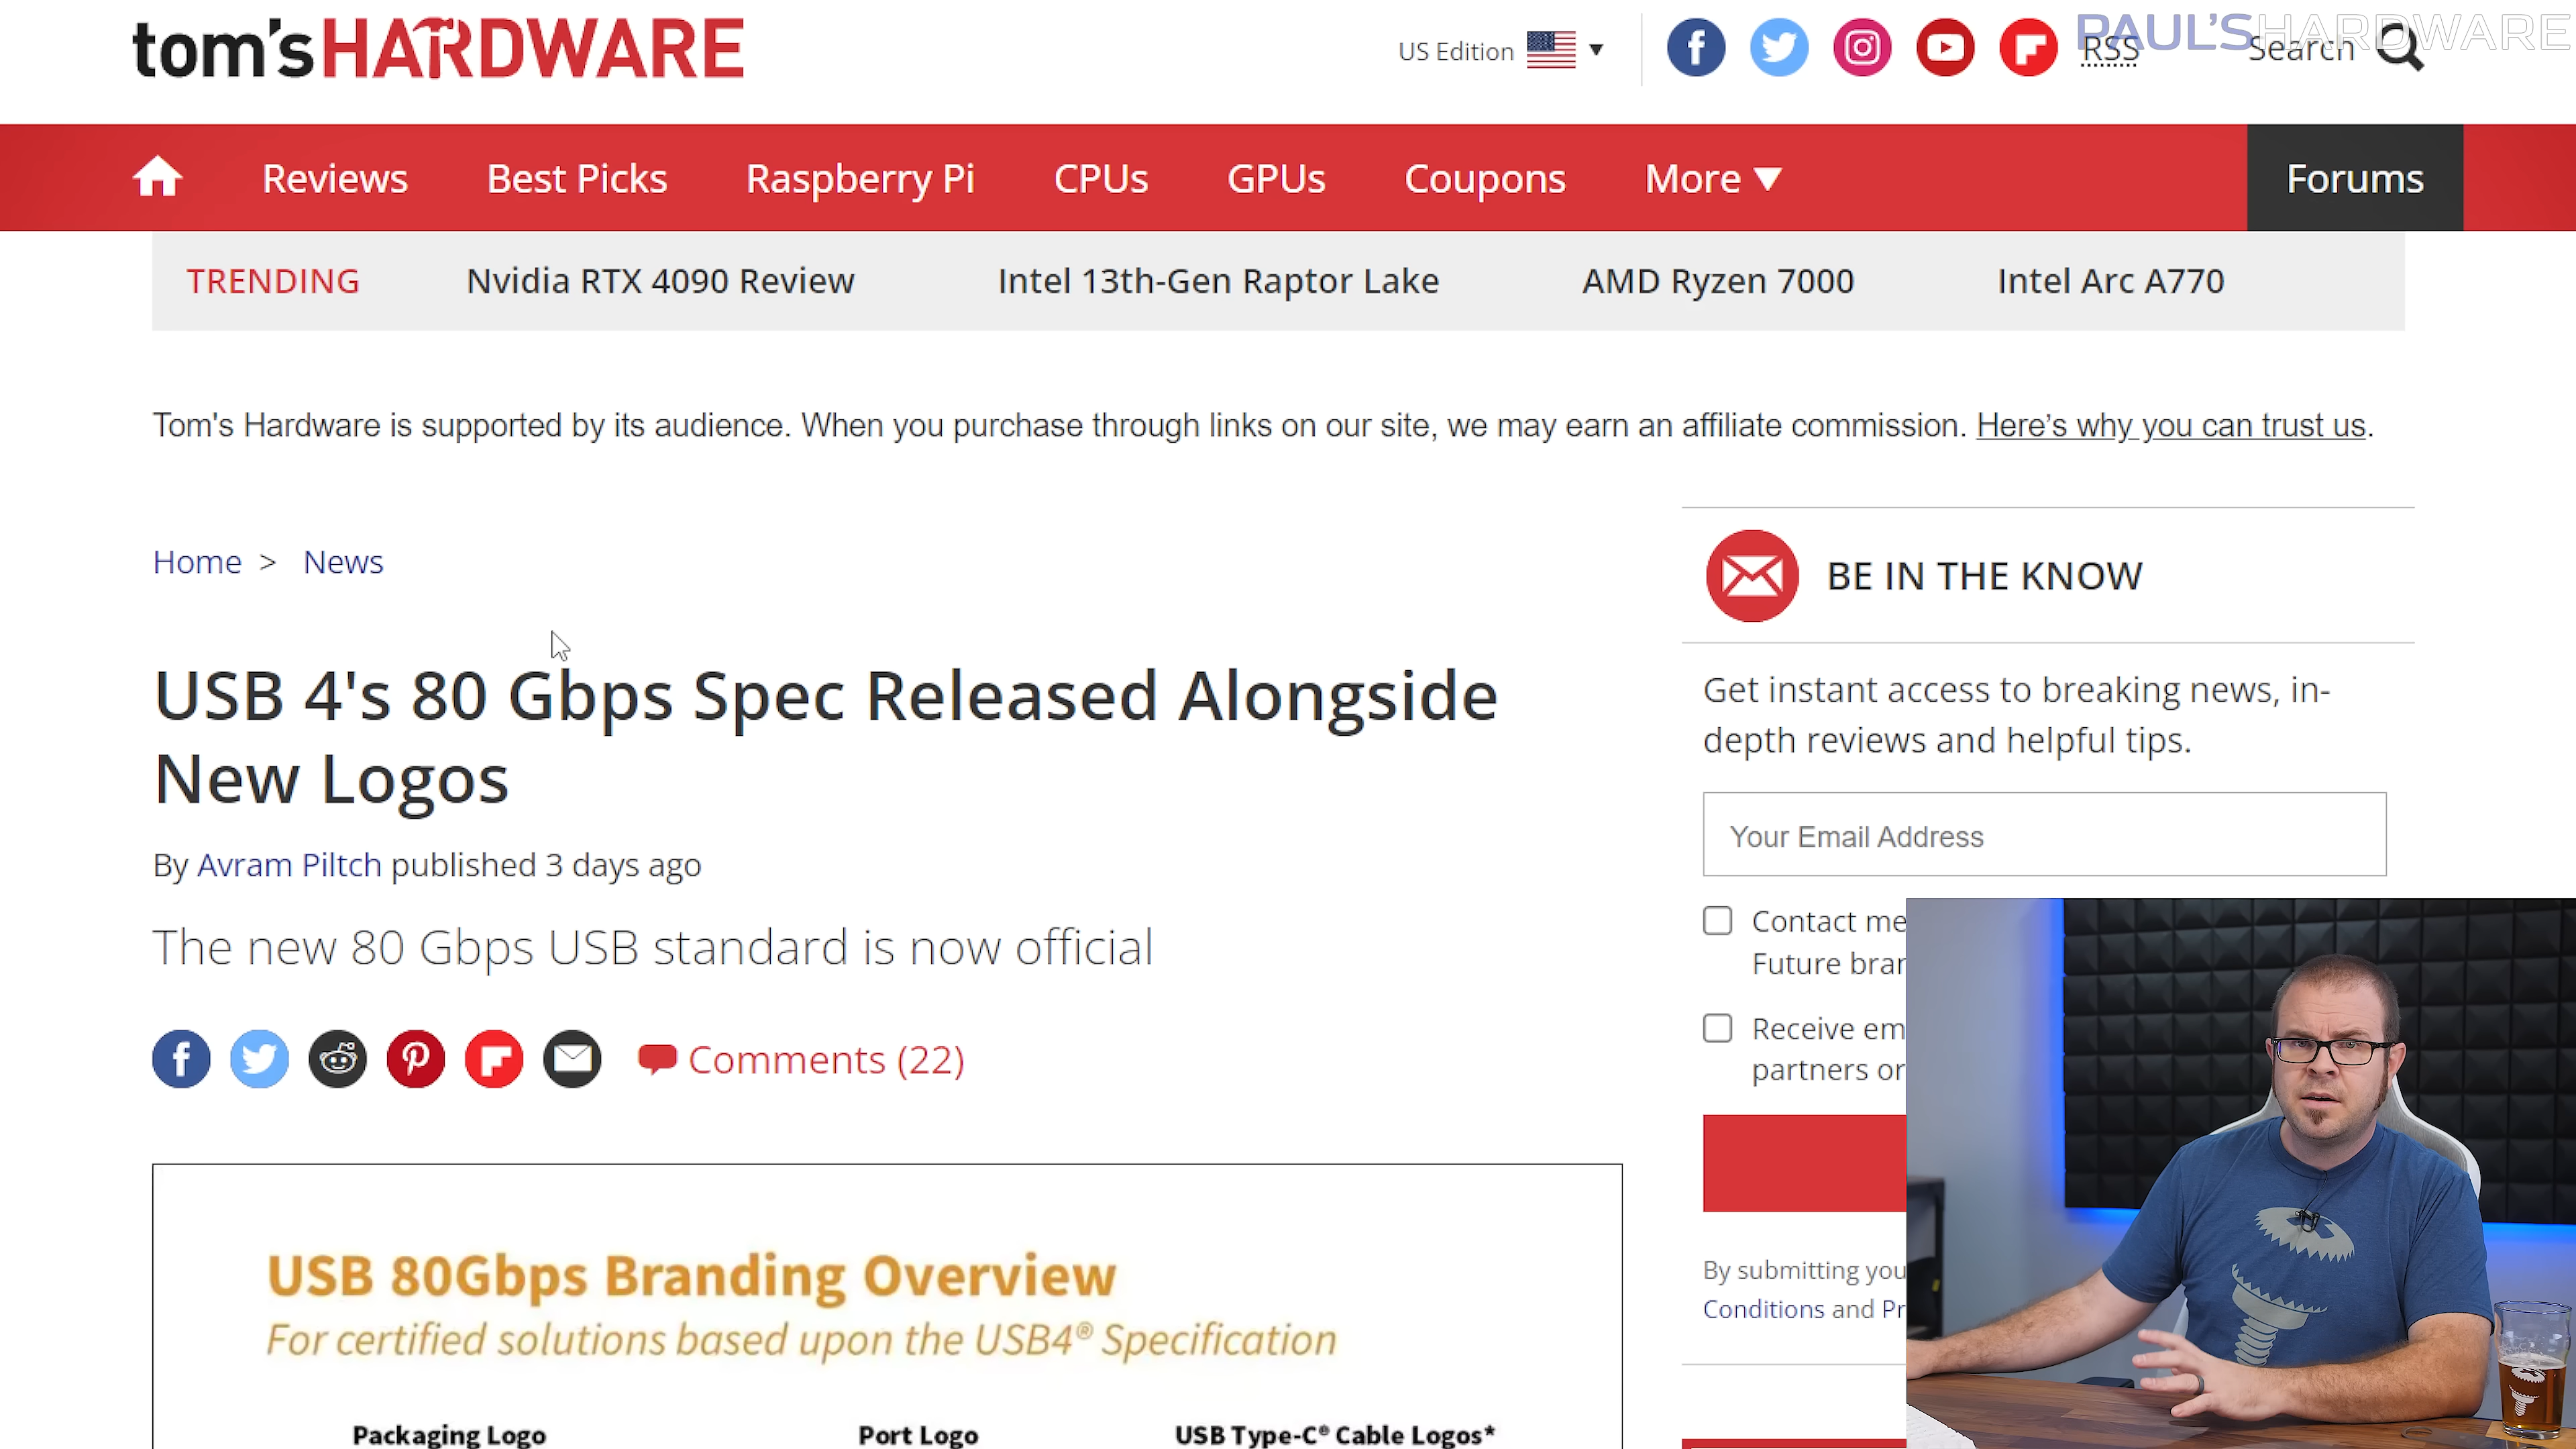 tom'sHARDWARE
US Edition
RSS
Search
PAUL'SHARDWARE
Reviews
Best Picks
Raspberry Pi
CPUs
GPUs
Coupons
More
Forums
TRENDING
Nvidia RTX 4090 Review
Intel 13th-Gen Raptor Lake
AMD Ryzen 7000
Intel Arc A770
Tom's Hardware is supported by its audience. When you purchase through links on our site, we may earn an affiliate commission. Here's why you can trust us.
Home > News
USB 4's 80 Gbps Spec Released Alongside
New Logos
By Avram Piltch published 3 days ago
The new 80 Gbps USB standard is now official
Comments (22)
USB 80Gbps Branding Overview
For certified solutions based upon the USB4® Specification
Packaging Logo
Port Logo
USB Type-C® Cable Logos*
BE IN THE KNOW
Get instant access to breaking news, in-
depth reviews and helpful tips.
Your Email Address
Contact me
Future bran
Receive em
partners or
By submitting you
Conditions and Pr